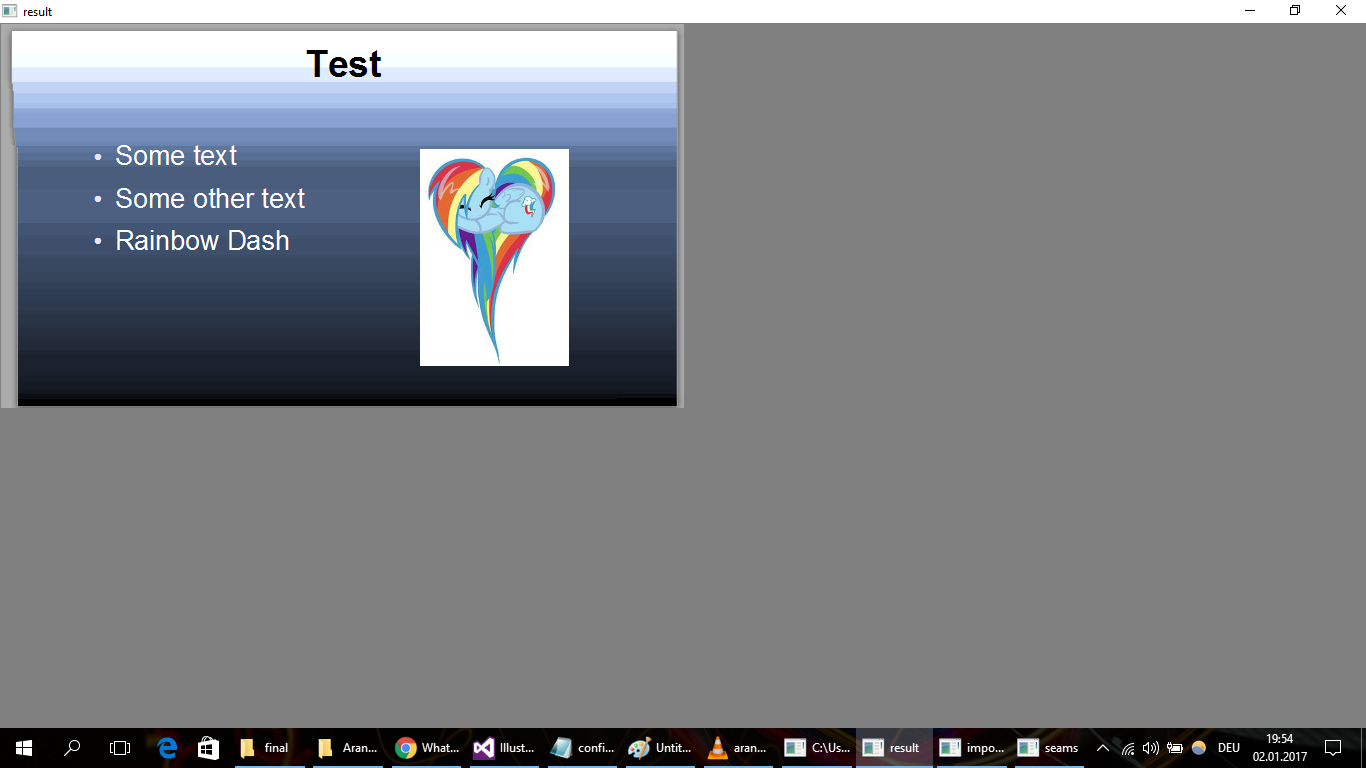 result
Test
• Some text
• Some other text
• Rainbow Dash
final
Aran...
What...
Illust...
confi...
Untit...
aran...
C:\Us...
result
impo...
seams
DEU
19:54
02.01.2017